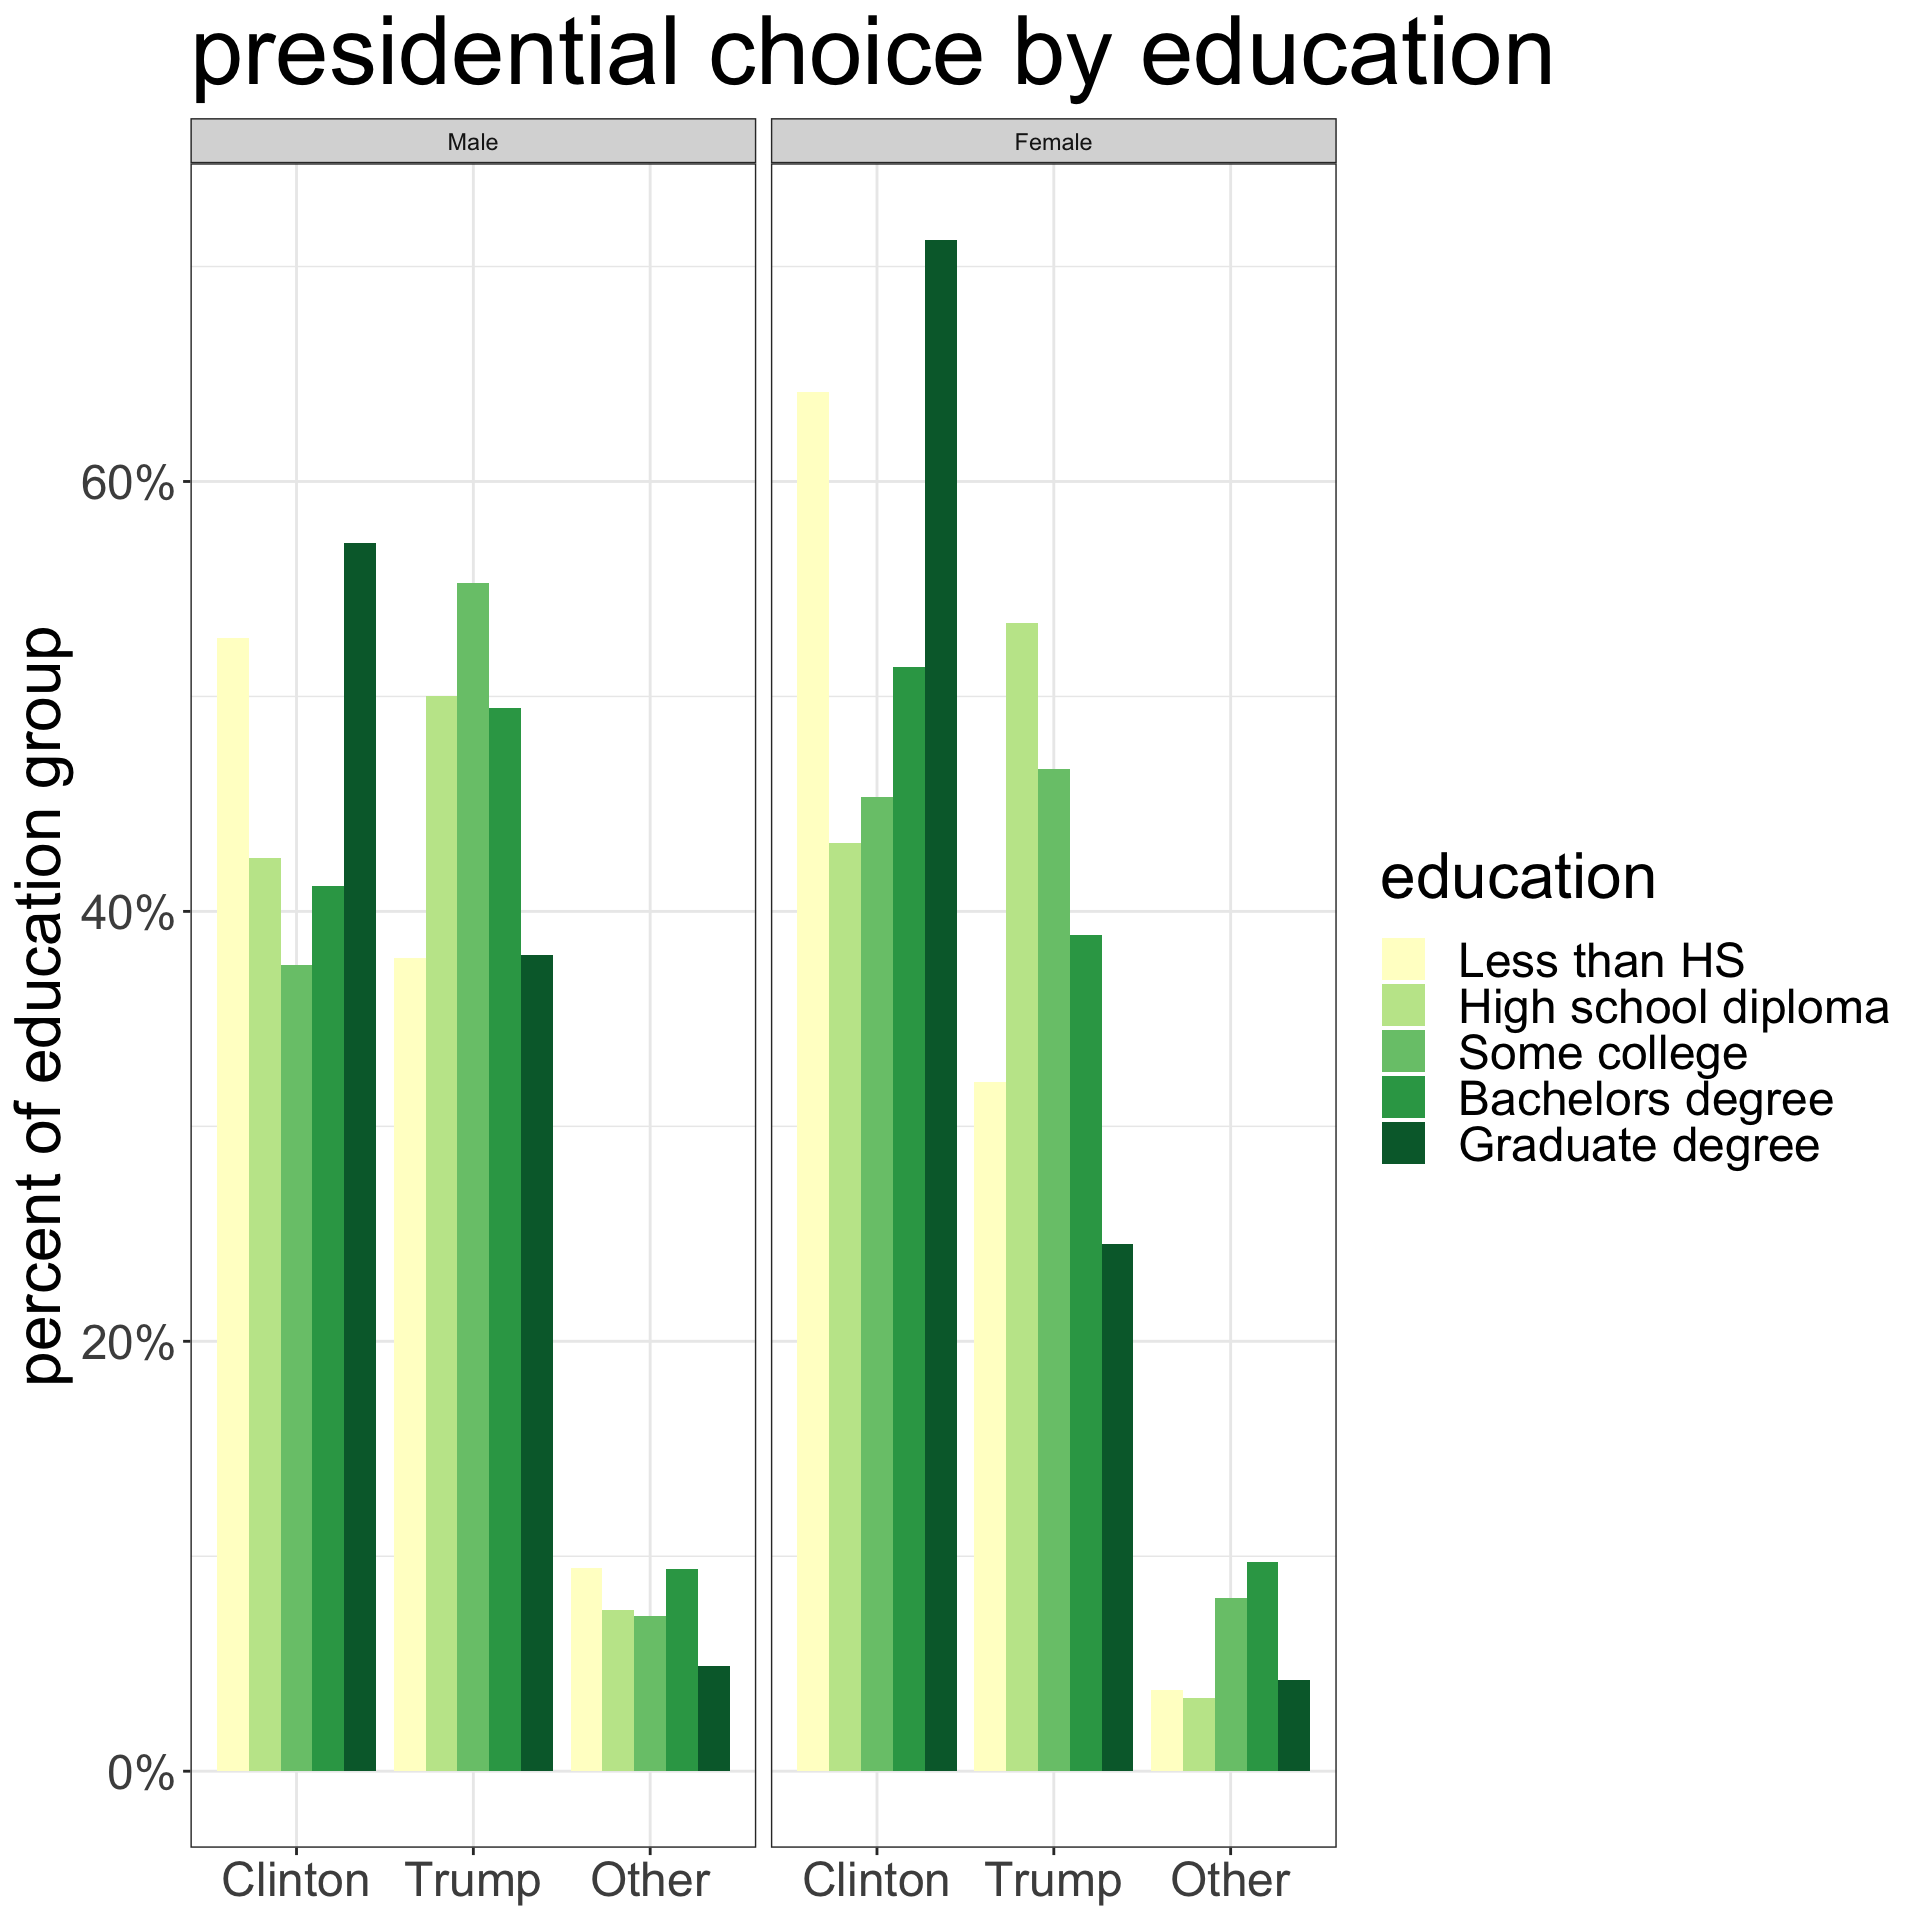 presidential choice by education
Male
Female
percent of education group
60%
40%
20%
0%
Clinton
Trump
Other
Clinton
Trump
Other
education
Less than HS
High school diploma
Some college
Bachelors degree
Graduate degree